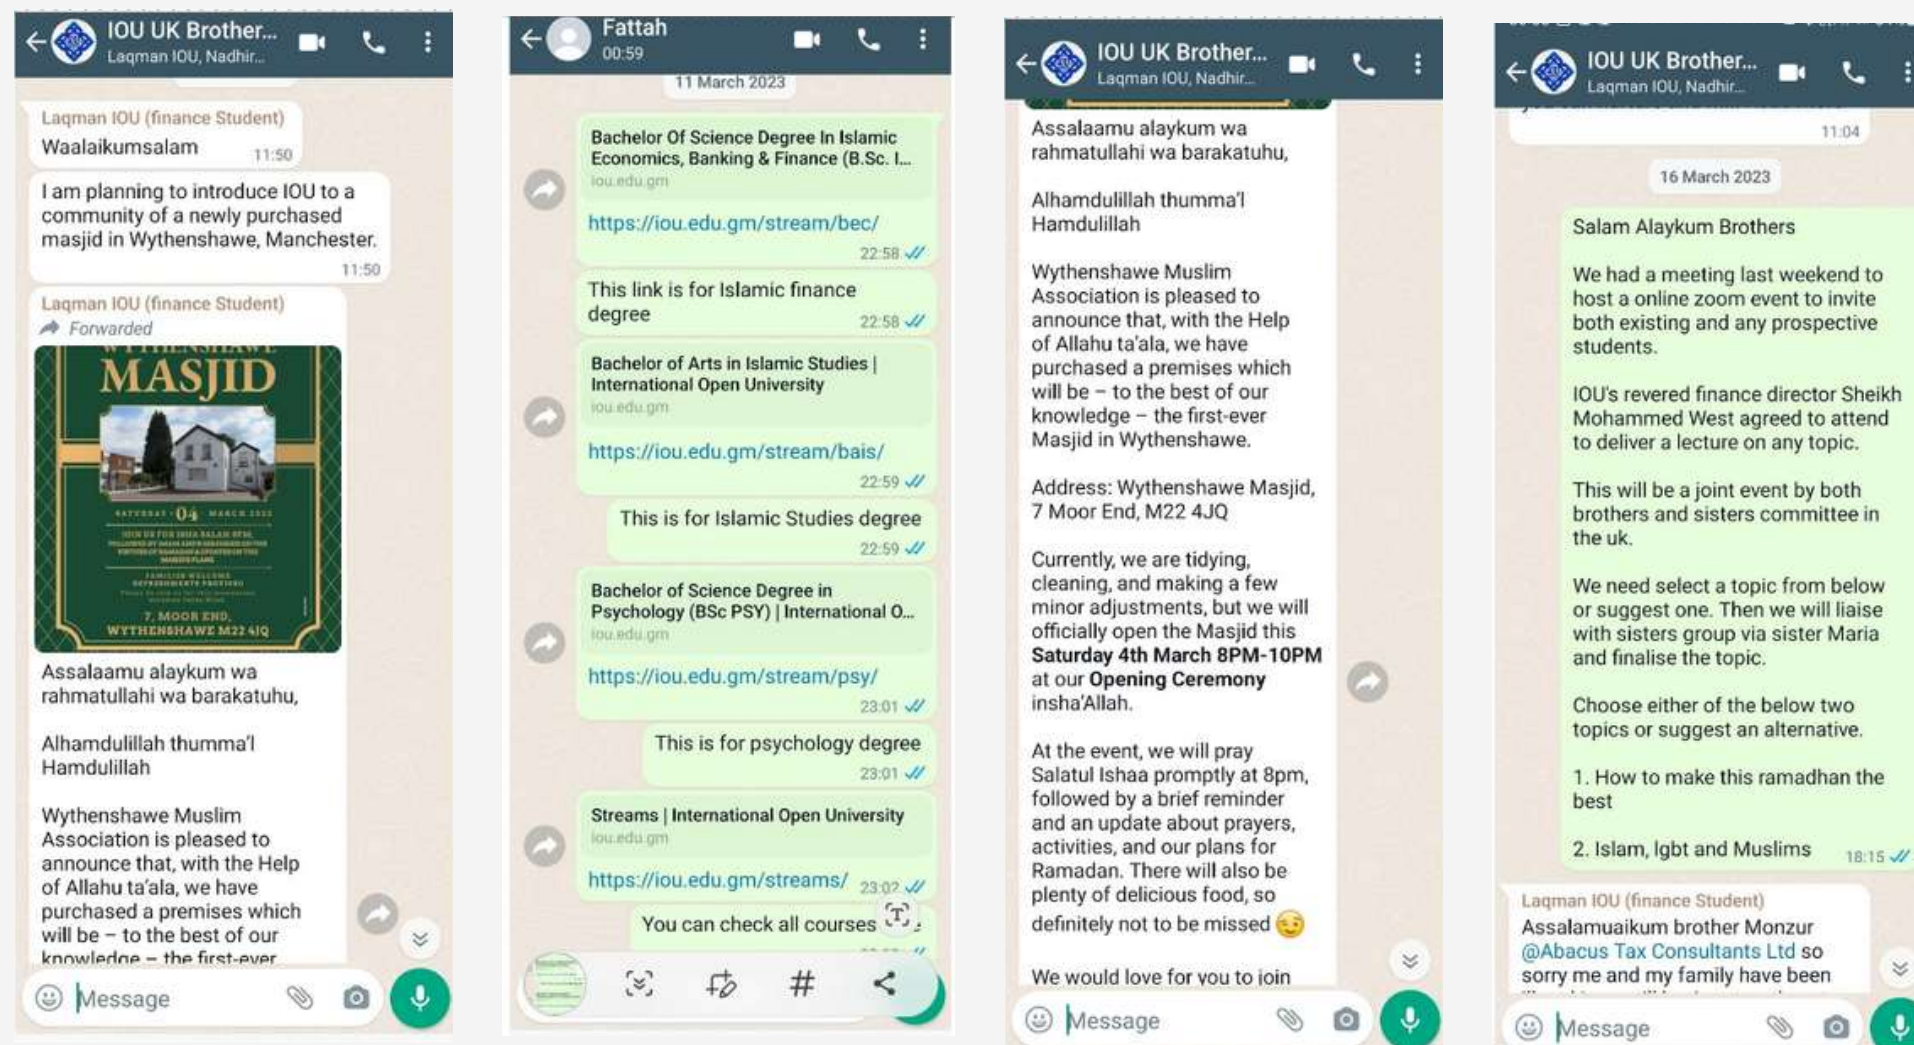 IOU UK Brother...
Laqman IOU, Nadhir...
Laqman IOU (finance Student)
Waalaikumsalam
11:50
I am planning to introduce IOU to a
community of a newly purchased
masjid in Wythenshawe, Manchester.
11:50
Laqman IOU (finance Student)
Forwarded
WYTHENSHAWE
MASJID
SATURDAY 04 MARCH
FAMILIES WELCOME
REFRESHMENTS PROVIDED
7, MOOR END,
WYTHENSHAWE M22 4JQ
Assalaamu alaykum wa
rahmatullahi wa barakatuhu,
Alhamdulillah thumma'l
Hamdulillah
Wythenshawe Muslim
Association is pleased to
announce that, with the Help
of Allahu ta'ala, we have
purchased a premises which
will be – to the best of our
knowledge – the first-ever
Message
Fattah
00:59
11 March 2023
Bachelor Of Science Degree In Islamic
Economics, Banking & Finance (B.Sc. I...
iou.edu.gm
https://iou.edu.gm/stream/bec/
22:58
This link is for Islamic finance
degree
22:58
Bachelor of Arts in Islamic Studies |
International Open University
iou.edu.gm
https://iou.edu.gm/stream/bais/
22:59
This is for Islamic Studies degree
22:59
Bachelor of Science Degree in
Psychology (BSc PSY) | International O...
iou.edu.gm
https://iou.edu.gm/stream/psy/
23:01
This is for psychology degree
23:01
Streams | International Open University
iou.edu.gm
https://iou.edu.gm/streams/
23:02
You can check all courses
IOU UK Brother...
Laqman IOU, Nadhir...
Assalaamu alaykum wa
rahmatullahi wa barakatuhu,
Alhamdulillah thumma'l
Hamdulillah
Wythenshawe Muslim
Association is pleased to
announce that, with the Help
of Allahu ta'ala, we have
purchased a premises which
will be – to the best of our
knowledge – the first-ever
Masjid in Wythenshawe.
Address: Wythenshawe Masjid,
7 Moor End, M22 4JQ
Currently, we are tidying,
cleaning, and making a few
minor adjustments, but we will
officially open the Masjid this
Saturday 4th March 8PM-10PM
at our Opening Ceremony
insha'Allah.
At the event, we will pray
Salatul Ishaa promptly at 8pm,
followed by a brief reminder
and an update about prayers,
activities, and our plans for
Ramadan. There will also be
plenty of delicious food, so
definitely not to be missed 😉
We would love for you to join
Message
IOU UK Brother...
Laqman IOU, Nadhir...
11:04
16 March 2023
Salam Alaykum Brothers
We had a meeting last weekend to
host a online zoom event to invite
both existing and any prospective
students.
IOU's revered finance director Sheikh
Mohammed West agreed to attend
to deliver a lecture on any topic.
This will be a joint event by both
brothers and sisters committee in
the uk.
We need select a topic from below
or suggest one. Then we will liaise
with sisters group via sister Maria
and finalise the topic.
Choose either of the below two
topics or suggest an alternative.
1. How to make this ramadhan the
best
2. Islam, lgbt and Muslims
18:15
Laqman IOU (finance Student)
Assalamuaikum brother Monzur
@Abacus Tax Consultants Ltd so
sorry me and my family have been
Message